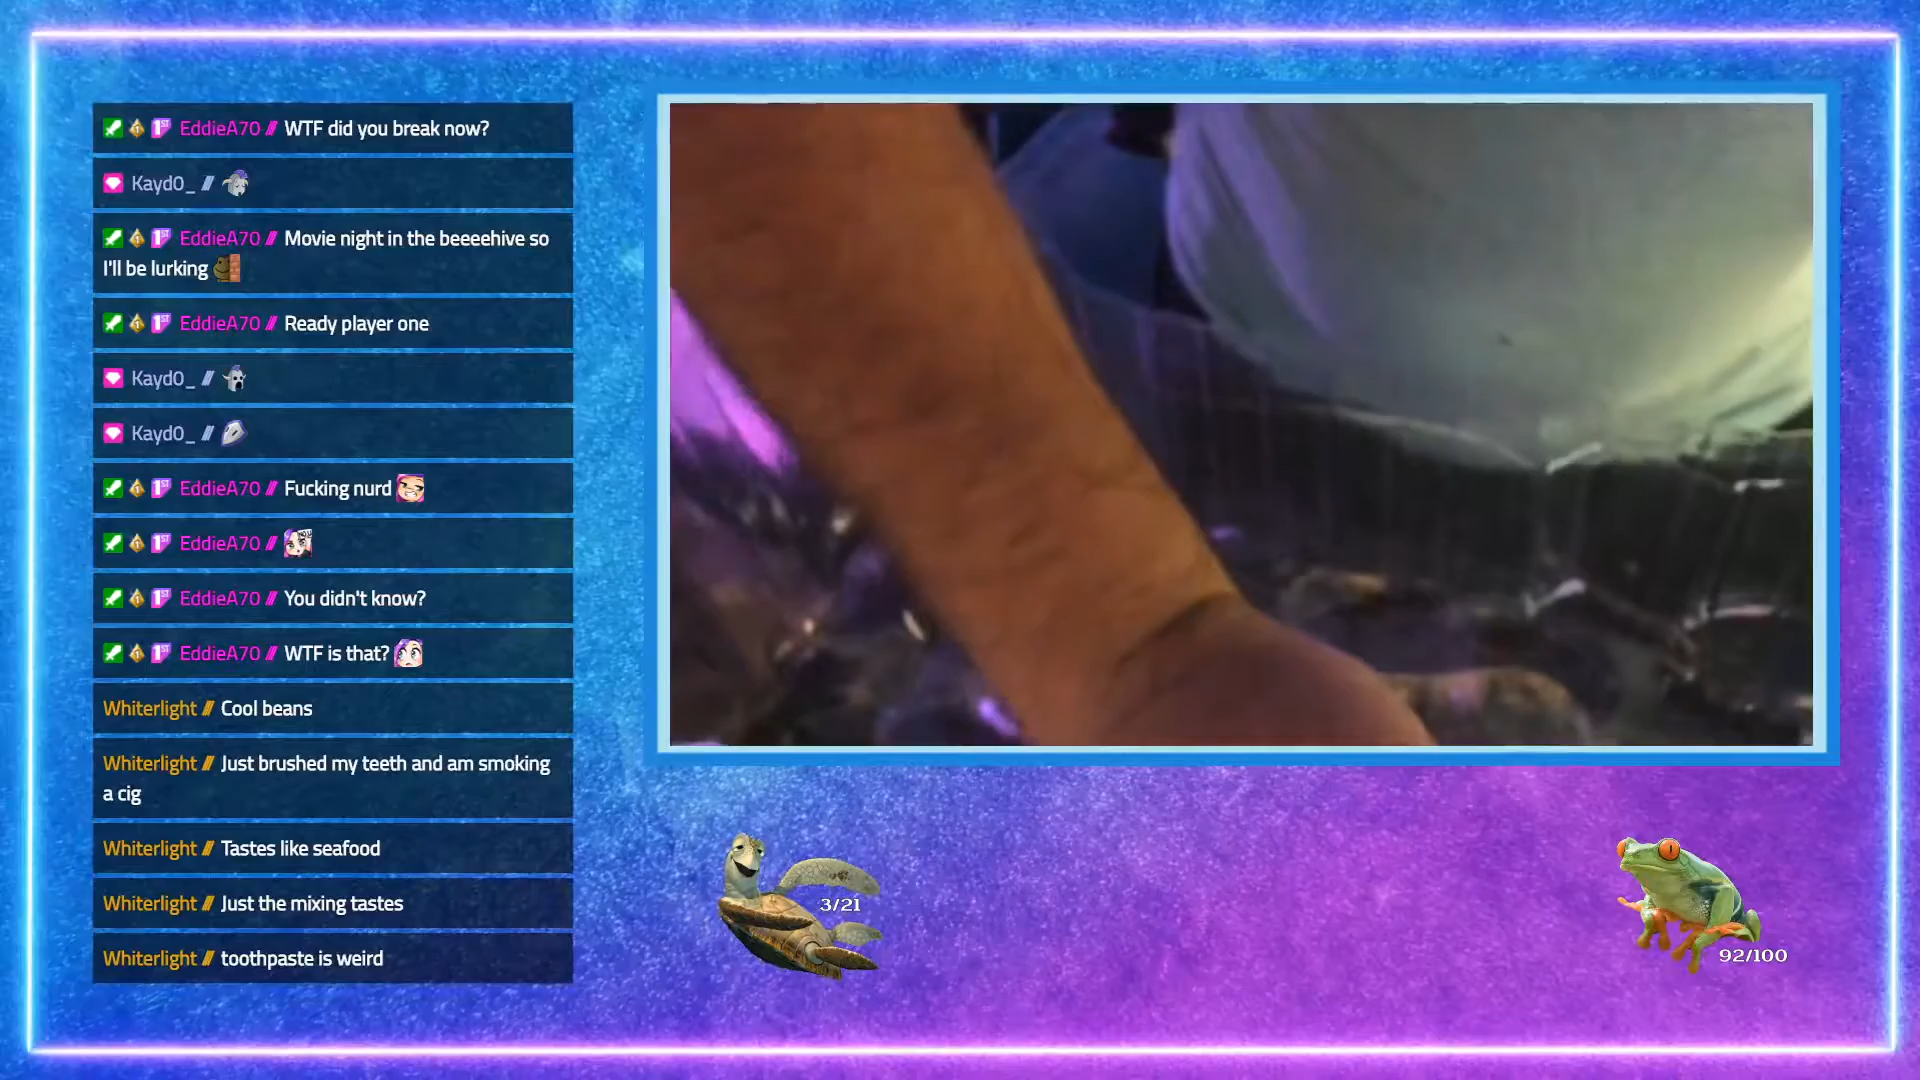 EddieA70 // WTF did you break now?
Kayd0_ //
EddieA70 // Movie night in the beeeehive so
I'll be lurking
EddieA70 // Ready player one
Kayd0_ //
Kayd0_ //
EddieA70 // Fucking nurd
EddieA70 //
EddieA70 // You didn't know?
EddieA70 // WTF is that?
Whiterlight // Cool beans
Whiterlight // Just brushed my teeth and am smoking
a cig
Whiterlight // Tastes like seafood
Whiterlight // Just the mixing tastes
Whiterlight // toothpaste is weird
3/21
92/100